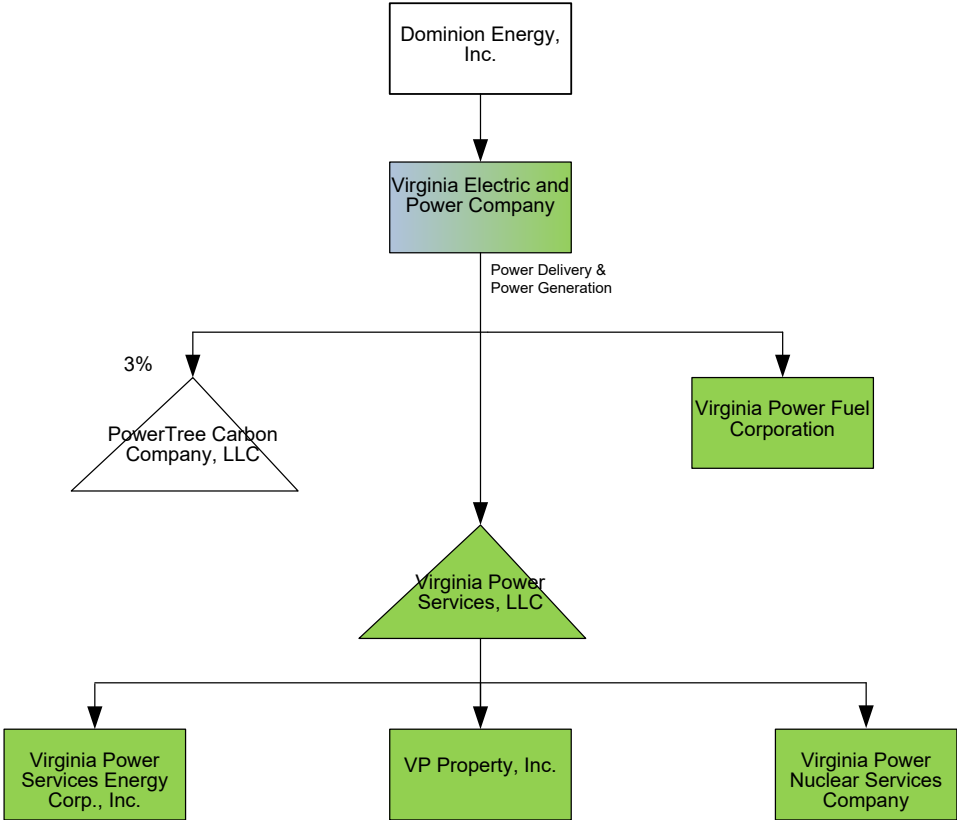 Dominion Energy,
Inc.
Virginia Electric and
Power Company
Power Delivery &
Power Generation
3%
PowerTree Carbon
Company, LLC
Virginia Power Fuel
Corporation
Virginia Power
Services, LLC
Virginia Power
Services Energy
Corp., Inc.
VP Property, Inc.
Virginia Power
Nuclear Services
Company